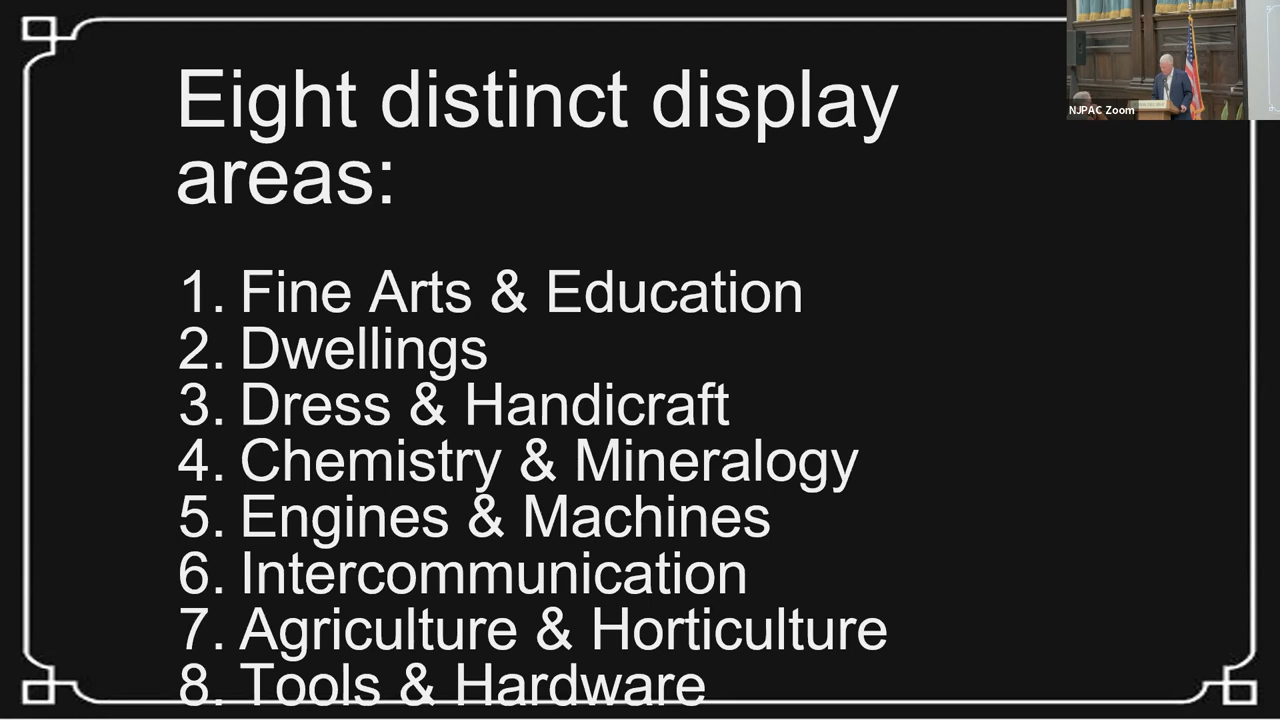 Eight distinct display
areas:
1. Fine Arts & Education
2. Dwellings
3. Dress & Handicraft
4. Chemistry & Mineralogy
5. Engines & Machines
6. Intercommunication
7. Agriculture & Horticulture
8. Tools & Hardware
NJPAC Zoom